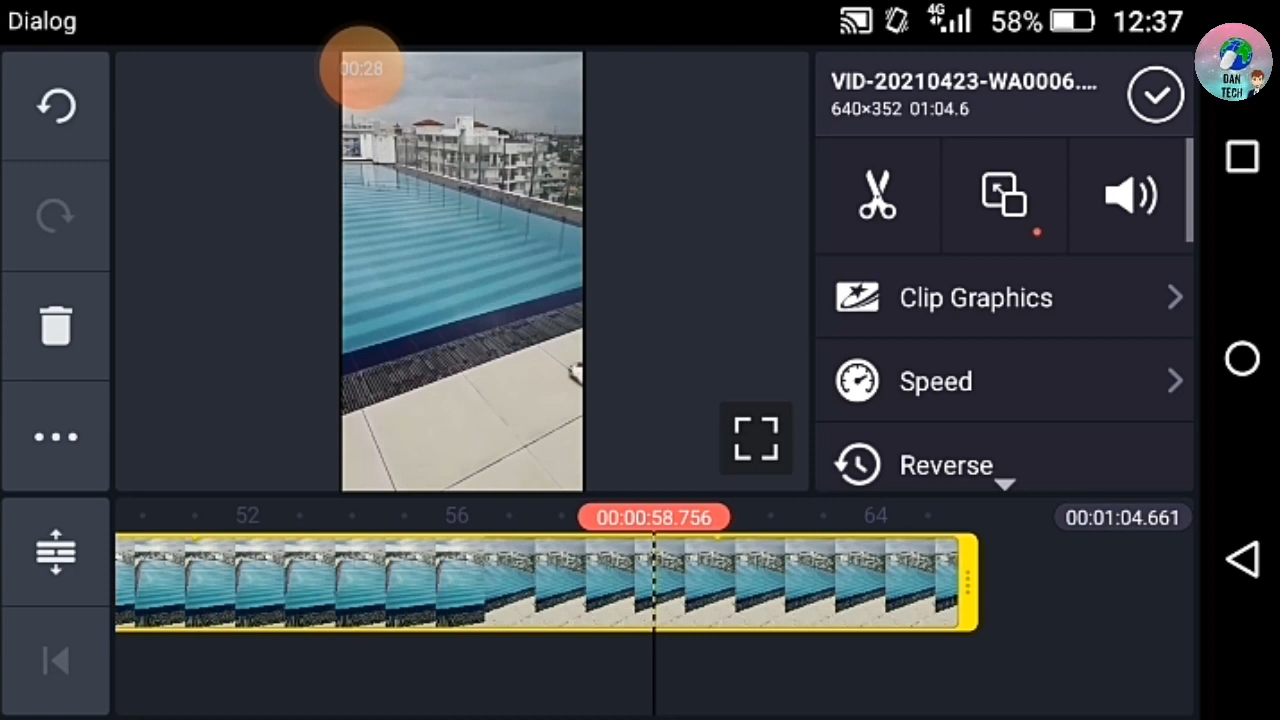 Dialog
4G
58%
12:37
DAN
TECH
00:28
VID-20210423-WA0006....
640×352 01:04.6
Clip Graphics
Speed
Reverse
52
56
00:00:58.756
64
00:01:04.661